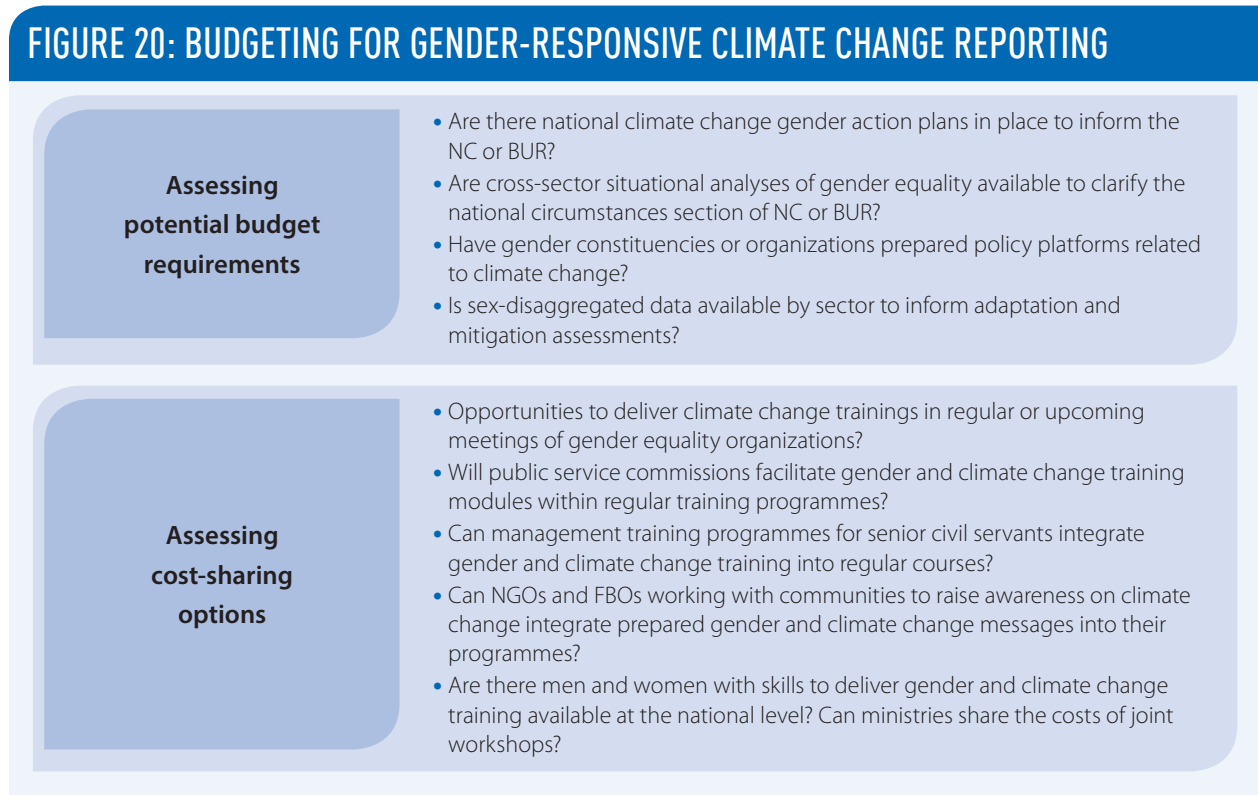 FIGURE 20: BUDGETING FOR GENDER-RESPONSIVE CLIMATE CHANGE REPORTING
Assessing
potential budget
requirements
• Are there national climate change gender action plans in place to inform the
NC or BUR?
• Are cross-sector situational analyses of gender equality available to clarify the
national circumstances section of NC or BUR?
• Have gender constituencies or organizations prepared policy platforms related
to climate change?
• Is sex-disaggregated data available by sector to inform adaptation and
mitigation assessments?
Assessing
cost-sharing
options
• Opportunities to deliver climate change trainings in regular or upcoming
meetings of gender equality organizations?
• Will public service commissions facilitate gender and climate change training
modules within regular training programmes?
• Can management training programmes for senior civil servants integrate
gender and climate change training into regular courses?
• Can NGOs and FBOs working with communities to raise awareness on climate
change integrate prepared gender and climate change messages into their
programmes?
• Are there men and women with skills to deliver gender and climate change
training available at the national level? Can ministries share the costs of joint
workshops?